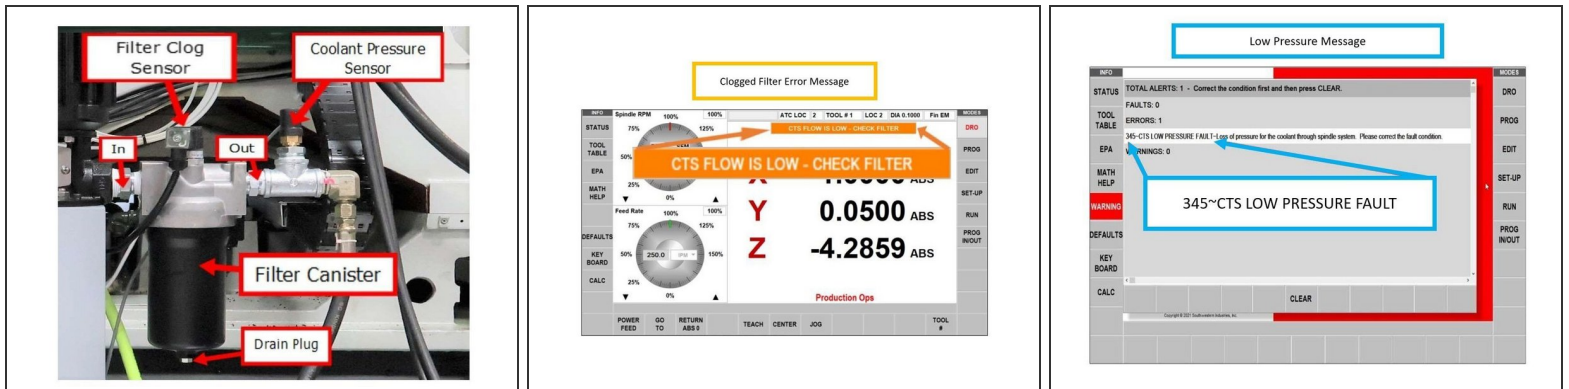 Filter Clog
Sensor
Coolant Pressure
Sensor
In
Out
Filter Canister
Drain Plug
Clogged Filter Error Message
INFO
Spindle RPM
100%
100%
ATC LOC 2 TOOL # 1 LOC 2 DIA 0.1000 Fin EM
MODES
STATUS
75%
125%
CTS FLOW IS LOW - CHECK FILTER
DRO
TOOL
TABLE
50%
CTS FLOW IS LOW - CHECK FILTER
PROG
EPA
ABS
EDIT
MATH
HELP
25%
0%
SET-UP
Feed Rate
100%
100%
Y 0.0500 ABS
RUN
75%
125%
PROG
IN/OUT
DEFAULTS
KEY
BOARD
50%
250.0
IPM
150%
Z -4.2859 ABS
CALC
25%
0%
Production Ops
POWER
FEED
GO
TO
RETURN
ABS 0
TEACH
CENTER
JOG
TOOL
#
Low Pressure Message
INFO
MODES
STATUS
TOTAL ALERTS: 1 - Correct the condition first and then press CLEAR.
DRO
FAULTS: 0
TOOL
TABLE
ERRORS: 1
PROG
345~CTS LOW PRESSURE FAULT-Loss of pressure for the coolant through spindle system. Please correct the fault condition.
EPA
WARNINGS: 0
EDIT
MATH
HELP
SET-UP
WARNING
345~CTS LOW PRESSURE FAULT
RUN
DEFAULTS
PROG
IN/OUT
KEY
BOARD
CALC
CLEAR
Copyright © 2021 Southwestern Industries, Inc.